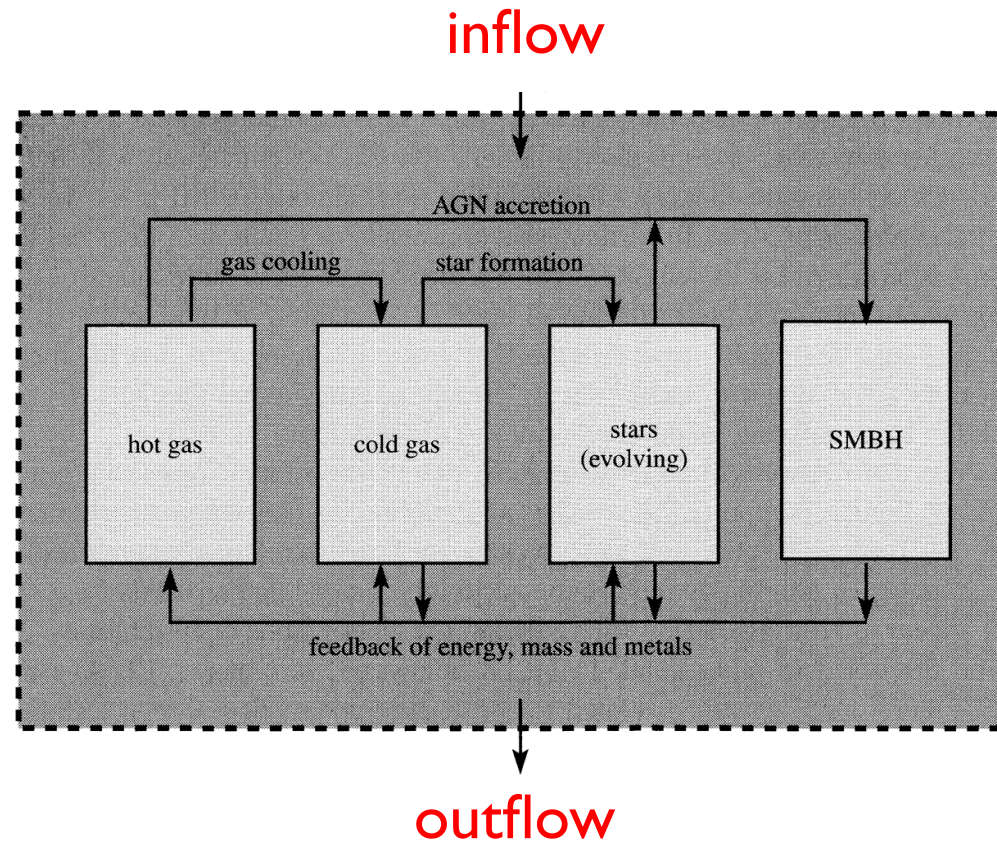 inflow
AGN accretion
gas cooling
star formation
hot gas
cold gas
stars
(evolving)
SMBH
feedback of energy, mass and metals
outflow